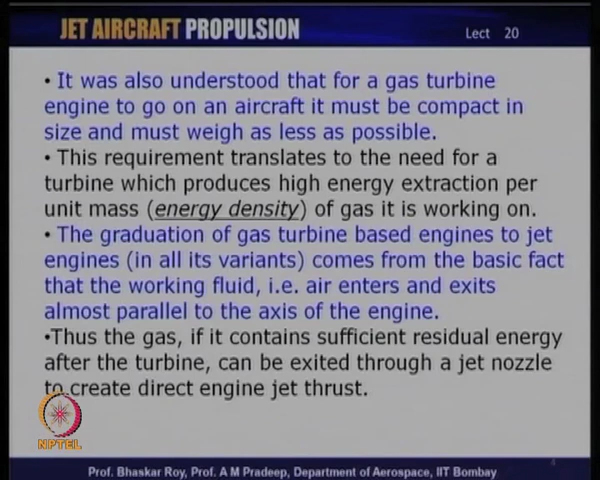 JET AIRCRAFT PROPULSION
Lect 20
• It was also understood that for a gas turbine
engine to go on an aircraft it must be compact in
size and must weigh as less as possible.
• This requirement translates to the need for a
turbine which produces high energy extraction per
unit mass (energy density) of gas it is working on.
• The graduation of gas turbine based engines to jet
engines (in all its variants) comes from the basic fact
that the working fluid, i.e. air enters and exits
almost parallel to the axis of the engine.
•Thus the gas, if it contains sufficient residual energy
after the turbine, can be exited through a jet nozzle
to create direct engine jet thrust.
NPTEL
4
Prof. Bhaskar Roy, Prof. A M Pradeep, Department of Aerospace, IIT Bombay